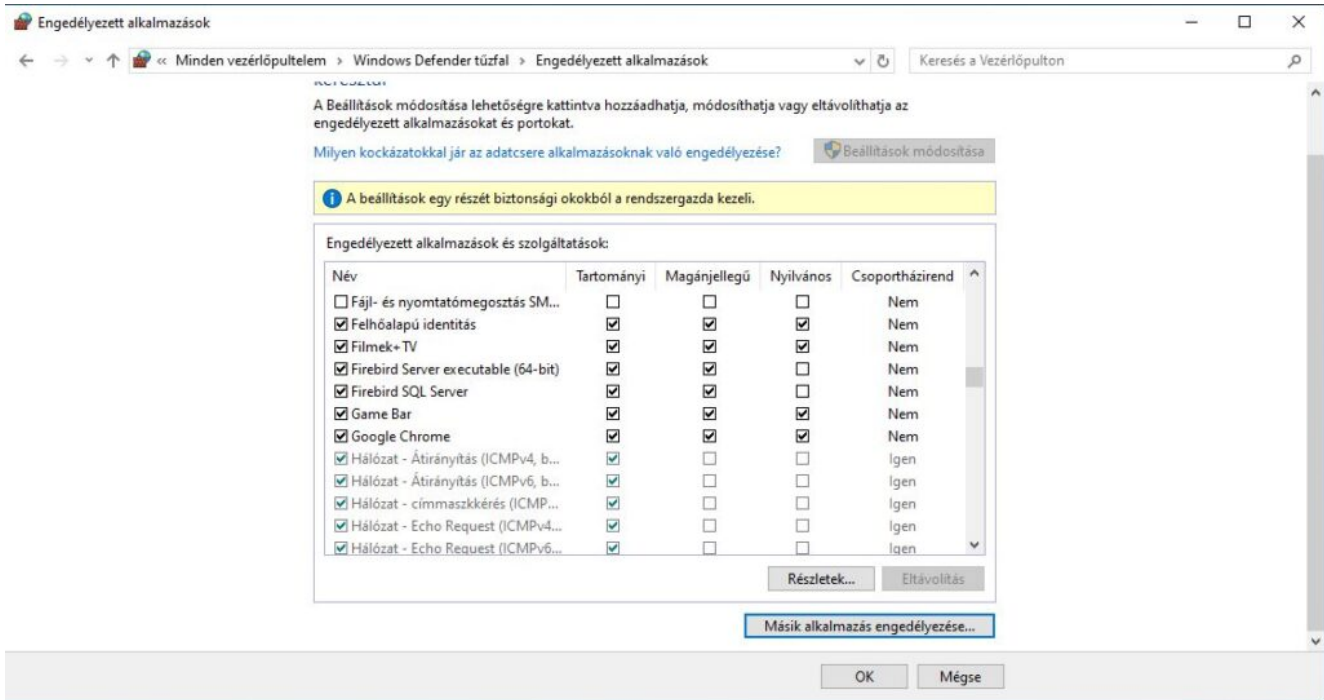 Engedélyezett alkalmazások
« Minden vezérlőpultelem > Windows Defender tűzfal > Engedélyezett alkalmazások
Keresés a Vezérlőpulton
A Beállítások módosítása lehetőségre kattintva hozzáadhatja, módosíthatja vagy eltávolíthatja az
engedélyezett alkalmazásokat és portokat.
Milyen kockázatokkal jár az adatcsere alkalmazásoknak való engedélyezése? Beállítások módosítása
A beállítások egy részét biztonsági okokból a rendszergazda kezeli.
Engedélyezett alkalmazások és szolgáltatások:
Név Tartományi Magánjellegű Nyilvános Csoportházirend
Fájl- és nyomtatómegosztás SM... Nem
Felhőalapú identitás Nem
Filmek+TV Nem
Firebird Server executable (64-bit) Nem
Firebird SQL Server Nem
Game Bar Nem
Google Chrome Nem
Hálózat - Átirányítás (ICMPv4, b... Igen
Hálózat - Átirányítás (ICMPv6, b... Igen
Hálózat - címmaszkkérés (ICMP... Igen
Hálózat - Echo Request (ICMPv4... Igen
Hálózat - Echo Request (ICMPv6... Igen
Részletek... Eltávolítás
Másik alkalmazás engedélyezése...
OK Mégse